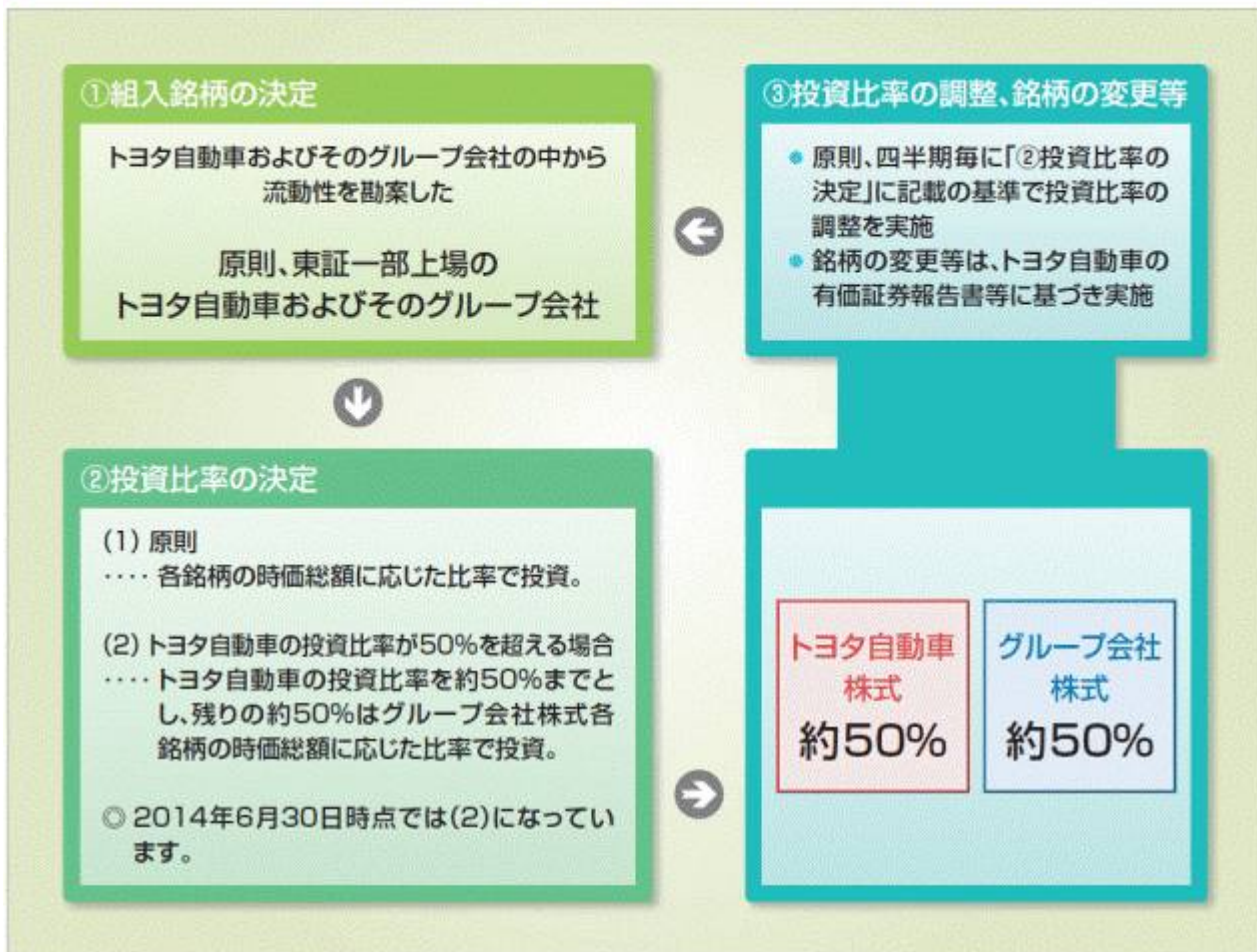 ①組入銘柄の決定
トヨタ自動車およびそのグループ会社の中から
流動性を勘案した
原則、東証一部上場の
トヨタ自動車およびそのグループ会社
②投資比率の決定
(1) 原則
‥‥ 各銘柄の時価総額に応じた比率で投資。
(2) トヨタ自動車の投資比率が50%を超える場合
‥‥ トヨタ自動車の投資比率を約50%までと
し、残りの約50%はグループ会社株式各
銘柄の時価総額に応じた比率で投資。
◎ 2014年6月30日時点では(2)になってい
ます。
③投資比率の調整、銘柄の変更等
● 原則、四半期毎に「②投資比率の
決定」に記載の基準で投資比率の
調整を実施
● 銘柄の変更等は、トヨタ自動車の
有価証券報告書等に基づき実施
トヨタ自動車
株式
約50%
グループ会社
株式
約50%